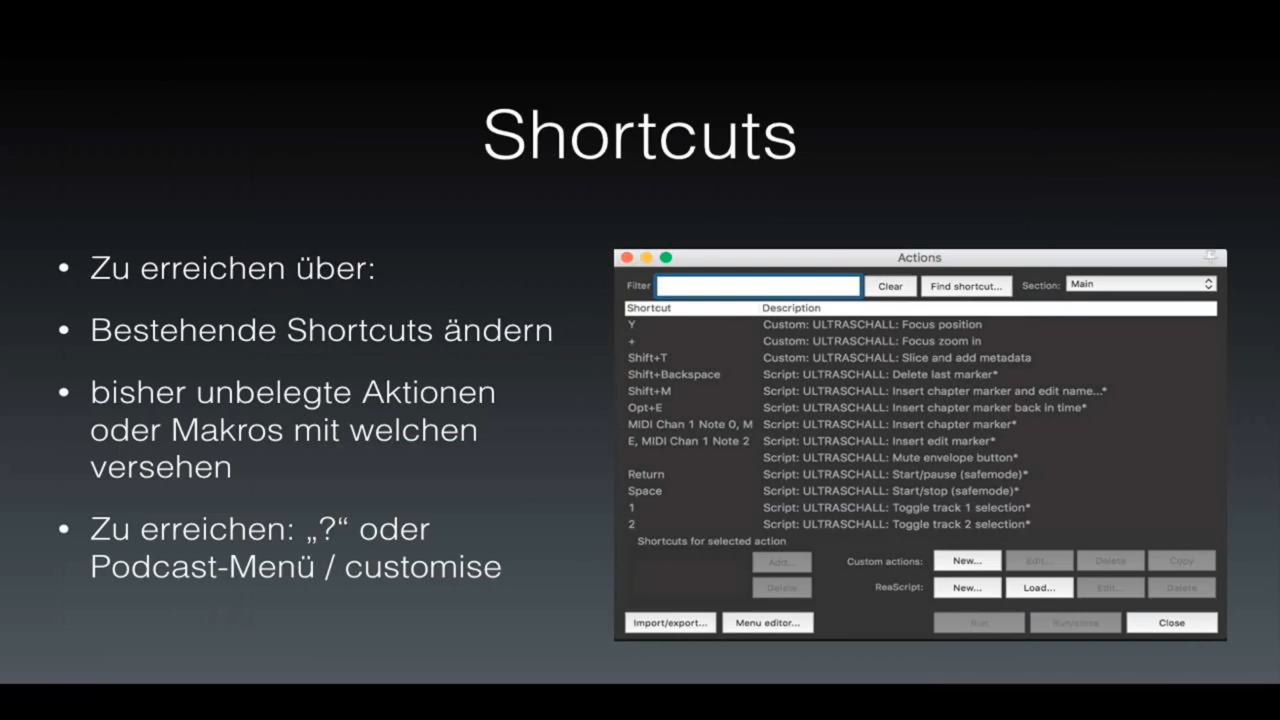 Shortcuts
• Zu erreichen über:
• Bestehende Shortcuts ändern
• bisher unbelegte Aktionen
oder Makros mit welchen
versehen
• Zu erreichen: „?“ oder
Podcast-Menü / customise
Actions
Filter Clear Find shortcut... Section: Main
Shortcut Description
Y Custom: ULTRASCHALL: Focus position
+ Custom: ULTRASCHALL: Focus zoom in
Shift+T Custom: ULTRASCHALL: Slice and add metadata
Shift+Backspace Script: ULTRASCHALL: Delete last marker*
Shift+M Script: ULTRASCHALL: Insert chapter marker and edit name...*
Opt+E Script: ULTRASCHALL: Insert chapter marker back in time*
MIDI Chan 1 Note 0, M Script: ULTRASCHALL: Insert chapter marker*
E, MIDI Chan 1 Note 2 Script: ULTRASCHALL: Insert edit marker*
Script: ULTRASCHALL: Mute envelope button*
Return Script: ULTRASCHALL: Start/pause (safemode)*
Space Script: ULTRASCHALL: Start/stop (safemode)*
1 Script: ULTRASCHALL: Toggle track 1 selection*
2 Script: ULTRASCHALL: Toggle track 2 selection*
Shortcuts for selected action
Add... Custom actions: New... Edit... Delete Copy
Delete ReaScript: New... Load... Edit... Delete
Import/export... Menu editor... Run Run/close Close